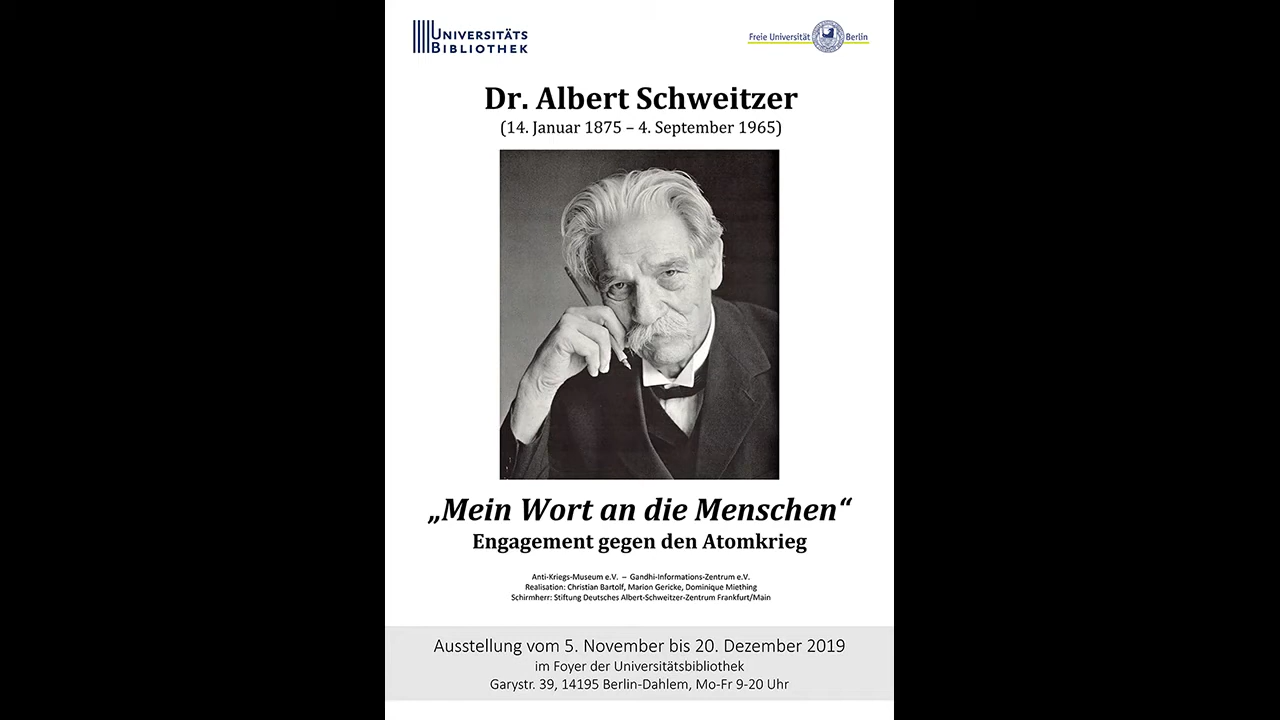 UNIVERSITÄTS
BIBLIOTHEK
Freie Universität Berlin
Dr. Albert Schweitzer
(14. Januar 1875 – 4. September 1965)
„Mein Wort an die Menschen“
Engagement gegen den Atomkrieg
Anti-Kriegs-Museum e.V. – Gandhi-Informations-Zentrum e.V.
Realisation: Christian Bartolf, Marion Gericke, Dominique Miething
Schirmherr: Stiftung Deutsches Albert-Schweitzer-Zentrum Frankfurt/Main
Ausstellung vom 5. November bis 20. Dezember 2019
im Foyer der Universitätsbibliothek
Garystr. 39, 14195 Berlin-Dahlem, Mo-Fr 9-20 Uhr